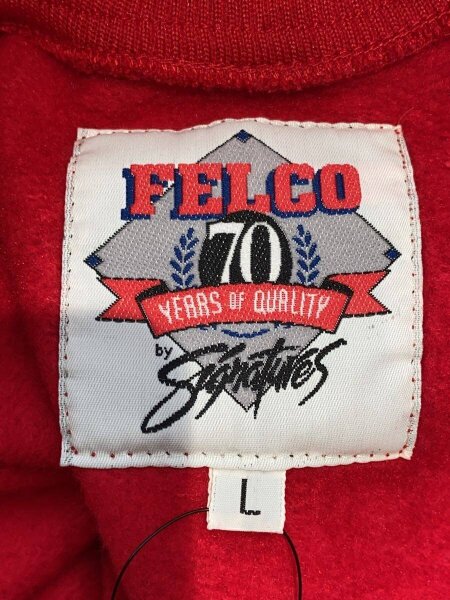 FELCO
70
YEARS OF QUALITY
by Signatures
L